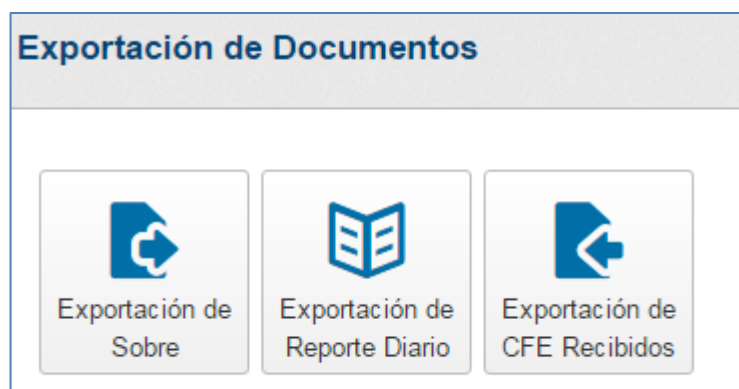 Exportación de Documentos
Exportación de
Sobre
Exportación de
Reporte Diario
Exportación de
CFE Recibidos